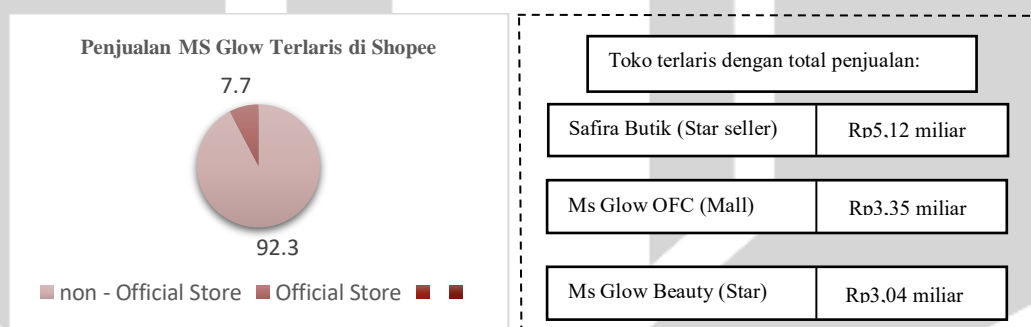 Penjualan MS Glow Terlaris di Shopee
7.7
92.3
non - Official Store Official Store
Toko terlaris dengan total penjualan:
Safira Butik (Star seller) Rp5,12 miliar
Ms Glow OFC (Mall) Rp3,35 miliar
Ms Glow Beauty (Star) Rp3,04 miliar